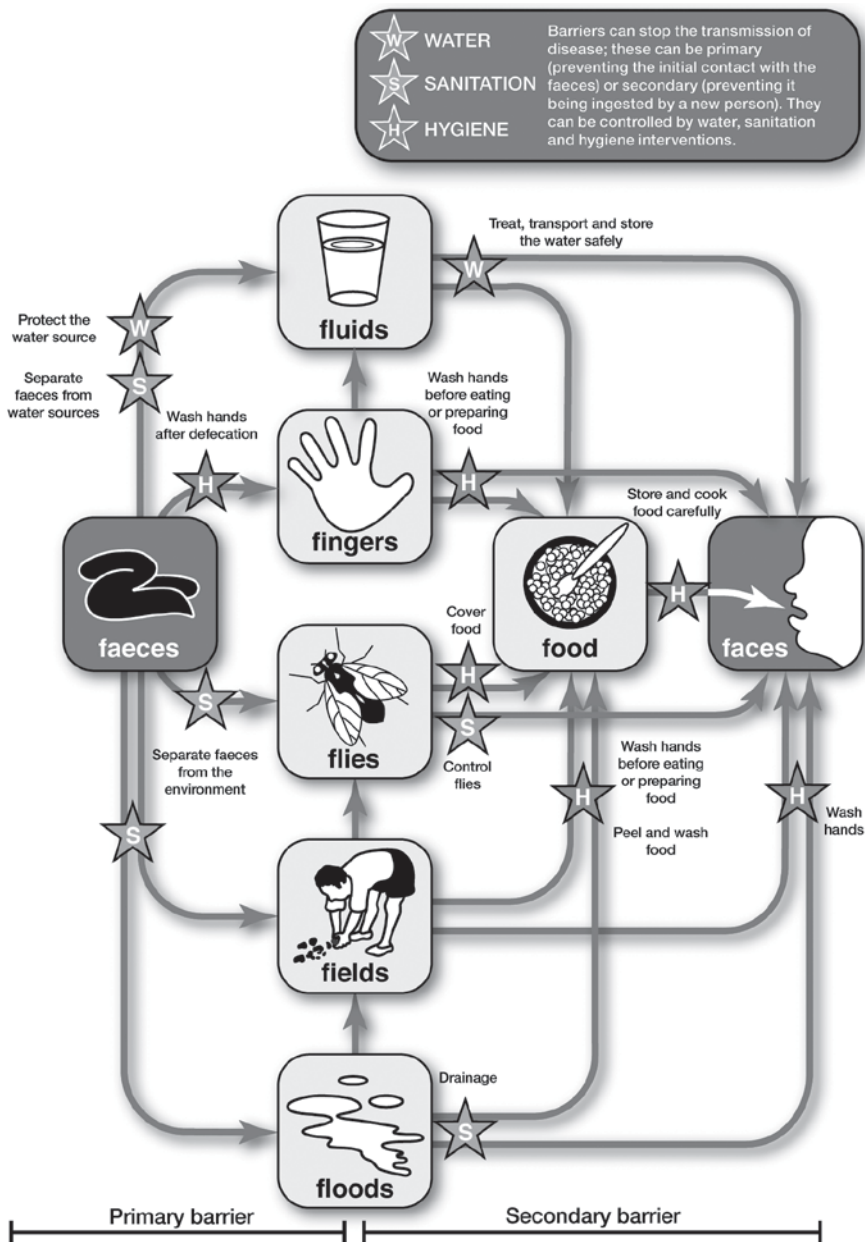 W WATER
S SANITATION
H HYGIENE
Barriers can stop the transmission of
disease; these can be primary
(preventing the initial contact with the
faeces) or secondary (preventing it
being ingested by a new person). They
can be controlled by water, sanitation
and hygiene interventions.
Treat, transport and store
the water safely
W
fluids
Protect the
water source
W
Separate
faeces from
water sources
S
Wash hands
after defecation
H
Wash hands
before eating
or preparing
food
H
fingers
Store and cook
food carefully
H
faeces
food
faces
Cover
food
H
S
Separate faeces
from the
environment
flies
S
Control
flies
Wash hands
before eating
or preparing
food
H
Peel and wash
food
H
Wash
hands
S
fields
Drainage
S
floods
Primary barrier
Secondary barrier